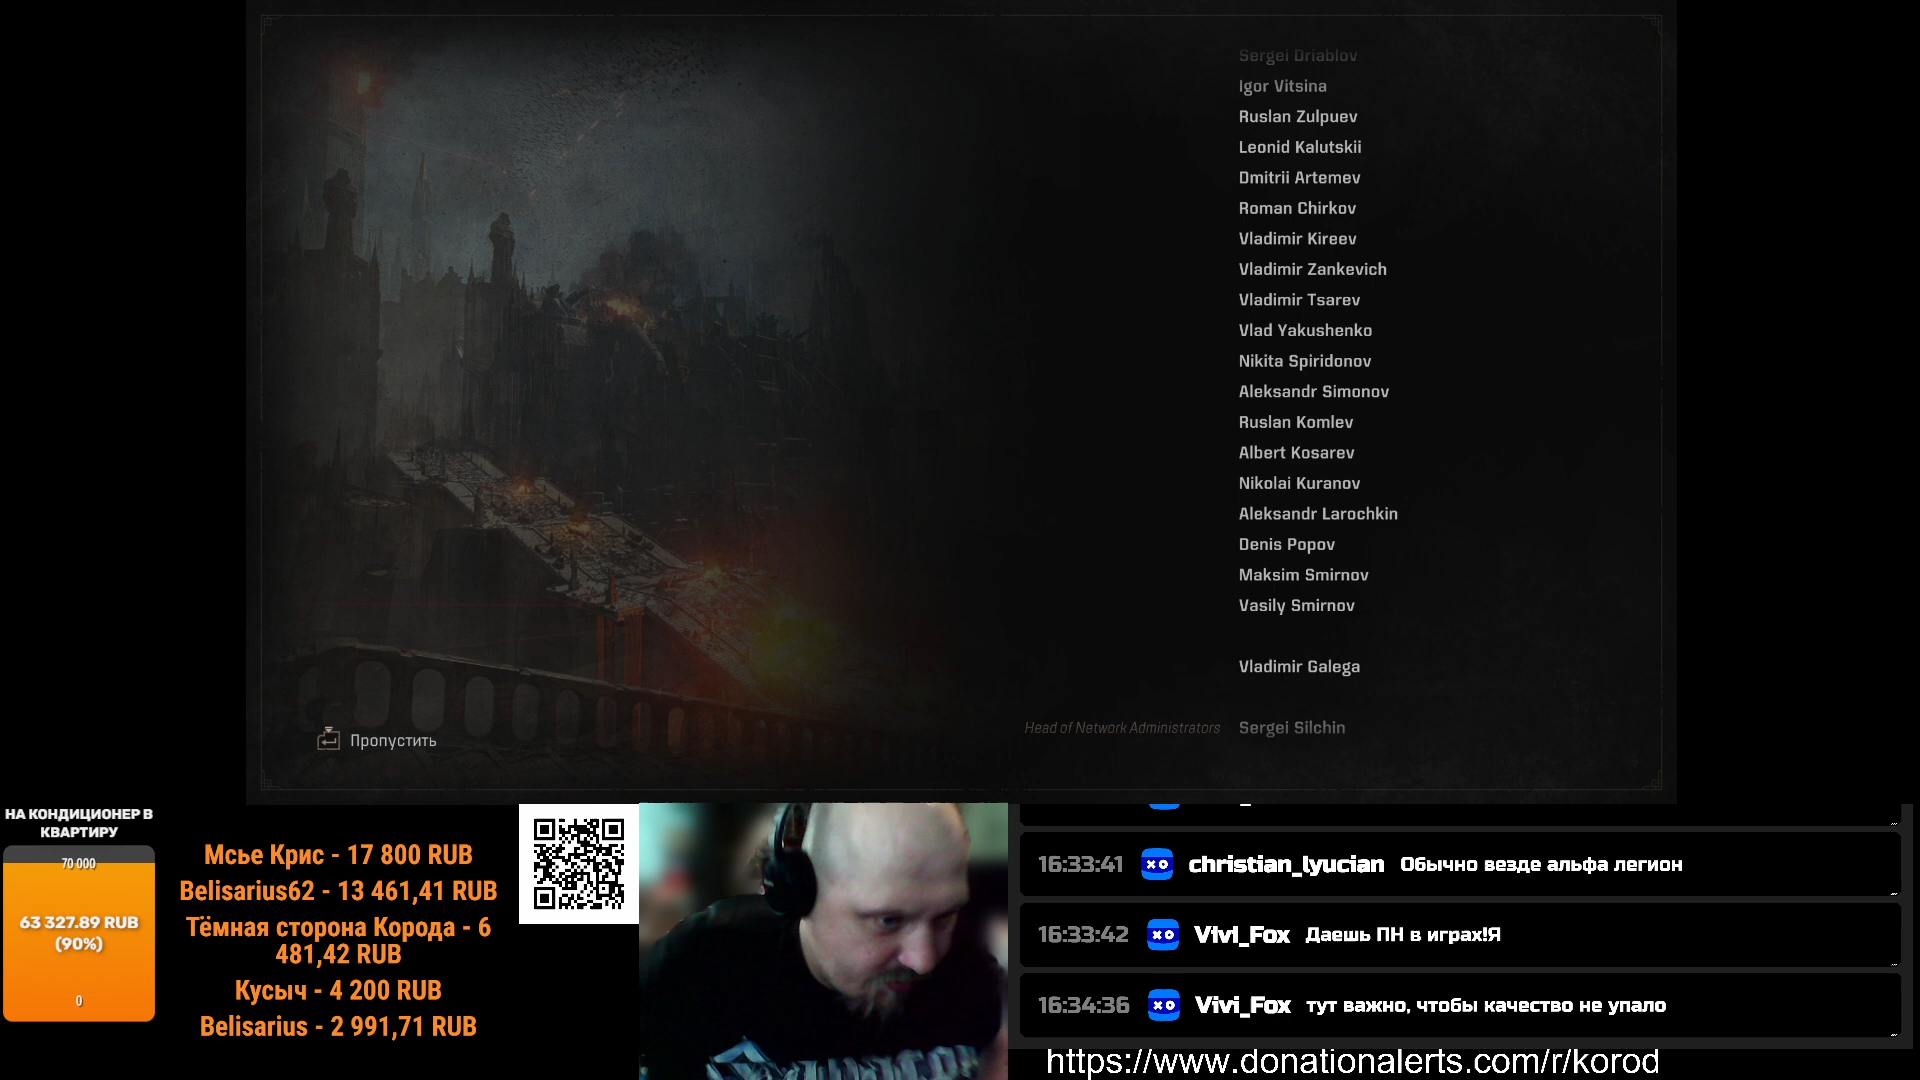 Sergei Driablov
Igor Vitsina
Ruslan Zulpuev
Leonid Kalutskii
Dmitrii Artemev
Roman Chirkov
Vladimir Kireev
Vladimir Zankevich
Vladimir Tsarev
Vlad Yakushenko
Nikita Spiridonov
Aleksandr Simonov
Ruslan Komlev
Albert Kosarev
Nikolai Kuranov
Aleksandr Larochkin
Denis Popov
Maksim Smirnov
Vasily Smirnov
Vladimir Galega
Head of Network Administrators Sergei Silchin
Пропустить
НА КОНДИЦИОНЕР В
КВАРТИРУ
70 000
63 327.89 RUB
(90%)
0
Мсье Крис - 17 800 RUB
Belisarius62 - 13 461,41 RUB
Тёмная сторона Корода - 6
481,42 RUB
Кусыч - 4 200 RUB
Belisarius - 2 991,71 RUB
16:33:41 christian_lyucian Обычно везде альфа легион
16:33:42 Vivi_Fox Даешь ПН в играх!Я
16:34:36 Vivi_Fox тут важно, чтобы качество не упало
https://www.donationalerts.com/r/korod